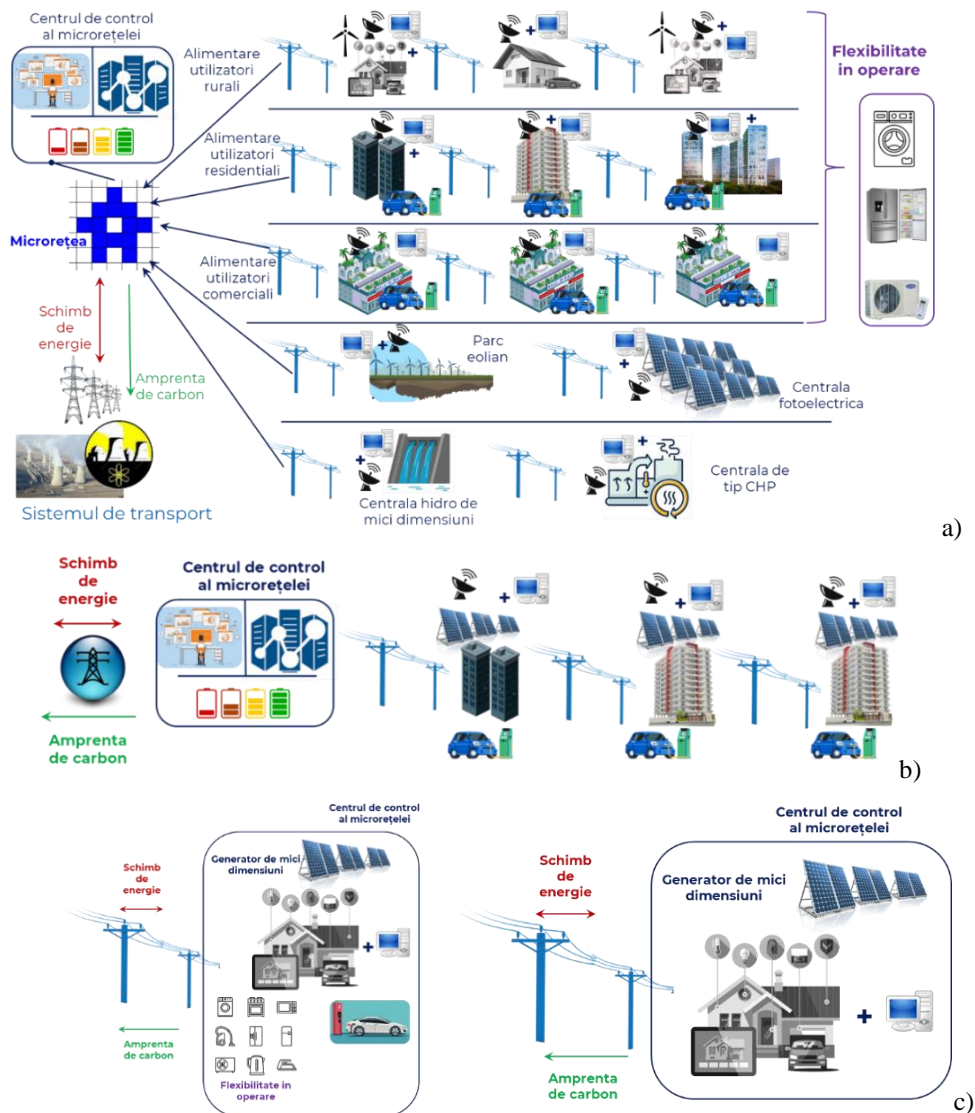 Centrul de control
al microrețelei
Alimentare
utilizatori
rurali
Flexibilitate
in operare
Alimentare
utilizatori
residentiali
Microrețea
Alimentare
utilizatori
comerciali
Schimb
de
energie
Amprenta
de carbon
Parc
eolian
Centrala
fotoelectrica
Sistemul de transport
Centrala hidro de
mici dimensiuni
Centrala de
tip CHP
a)
Schimb
de
energie
Centrul de control
al microrețelei
Amprenta
de carbon
b)
Centrul de control
al microrețelei
Generator de mici
dimensiuni
Schimb
de
energie
Amprenta
de carbon
Flexibilitate in
operare
Centrul de control
al microrețelei
Schimb
de
energie
Generator de mici
dimensiuni
Amprenta
de carbon
c)